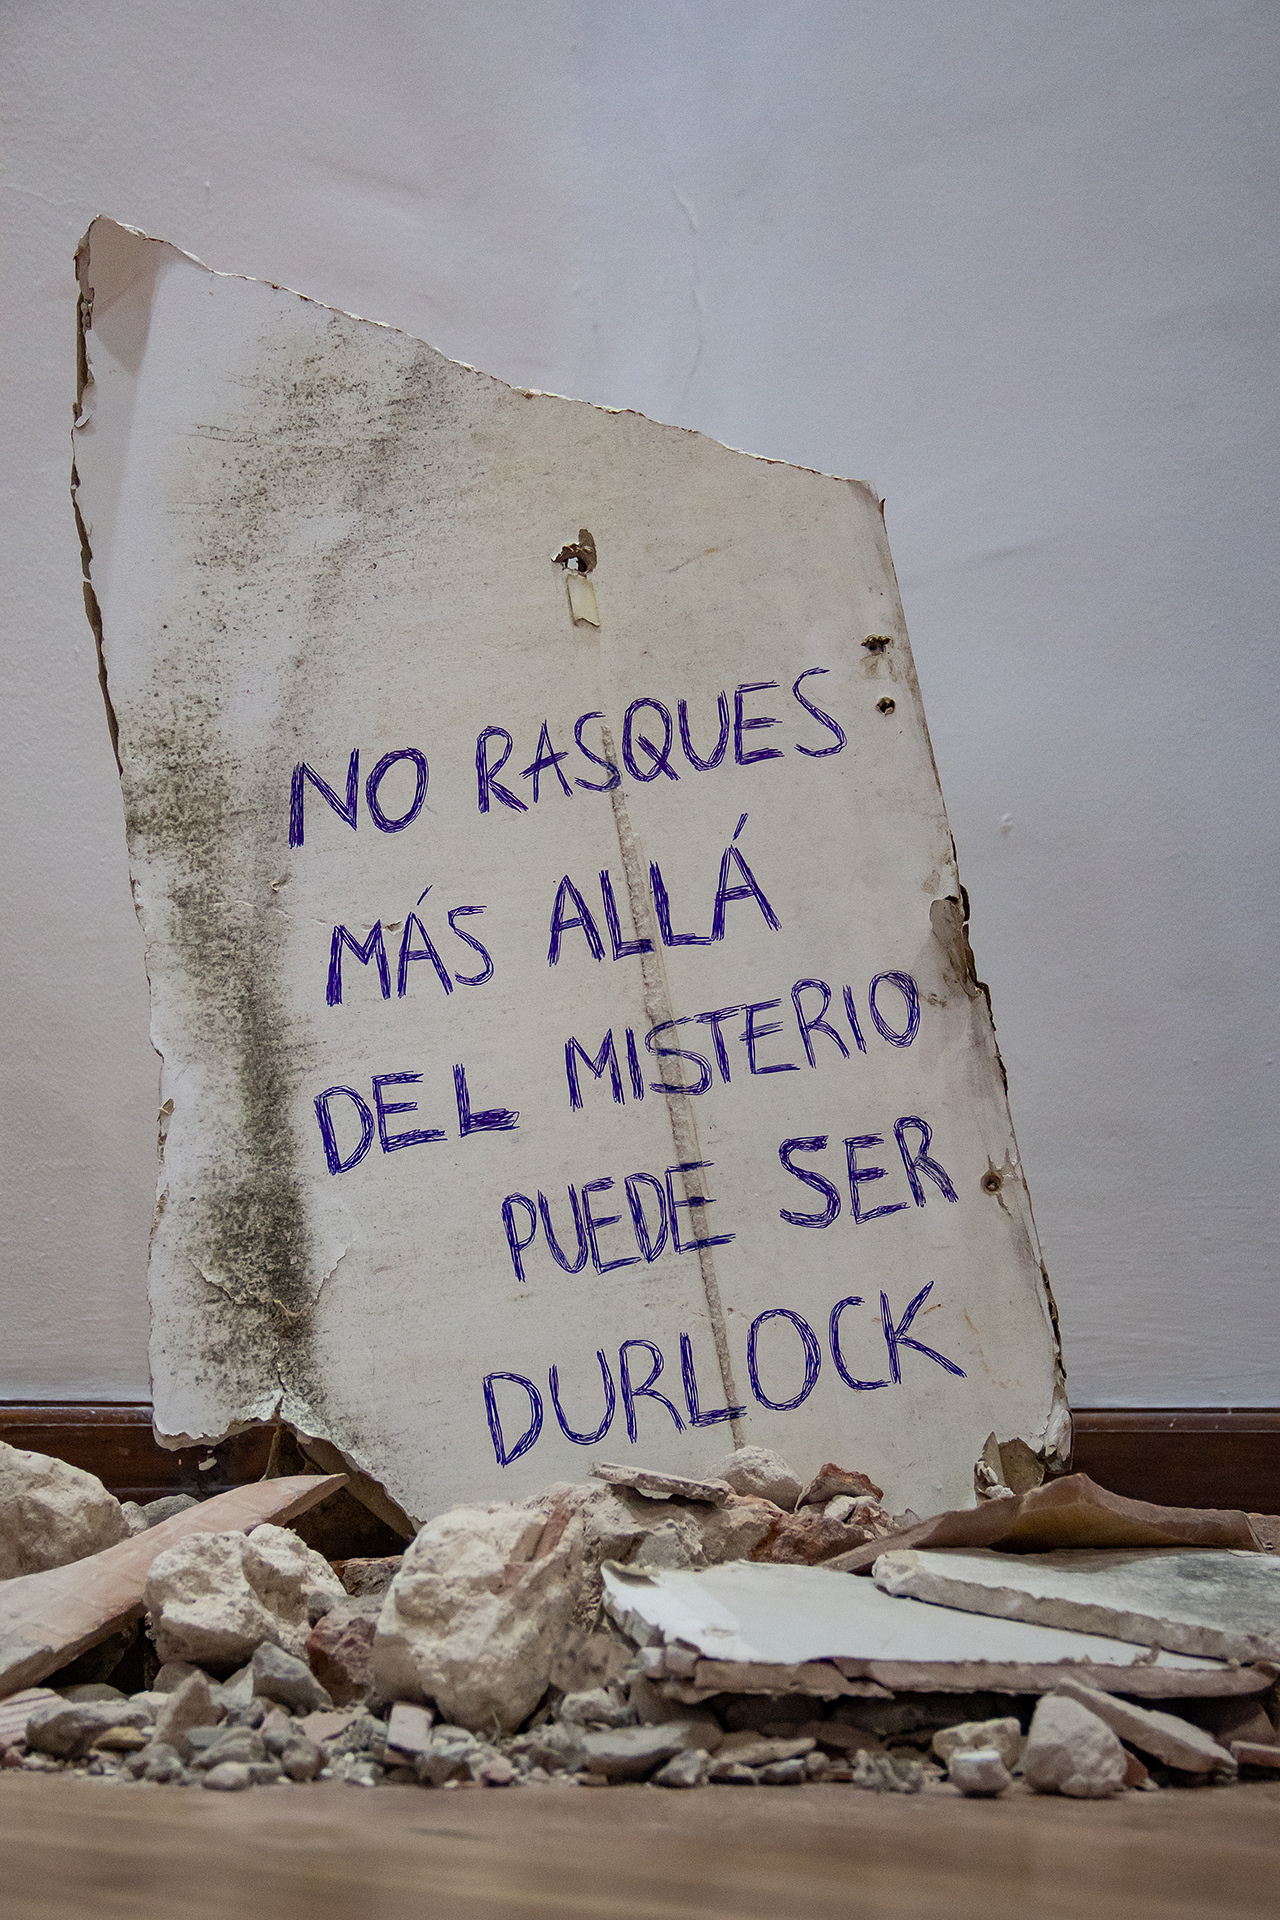 NO RASQUES
MÁS ALLÁ
DEL MISTERIO
PUEDE SER
DURLOCK